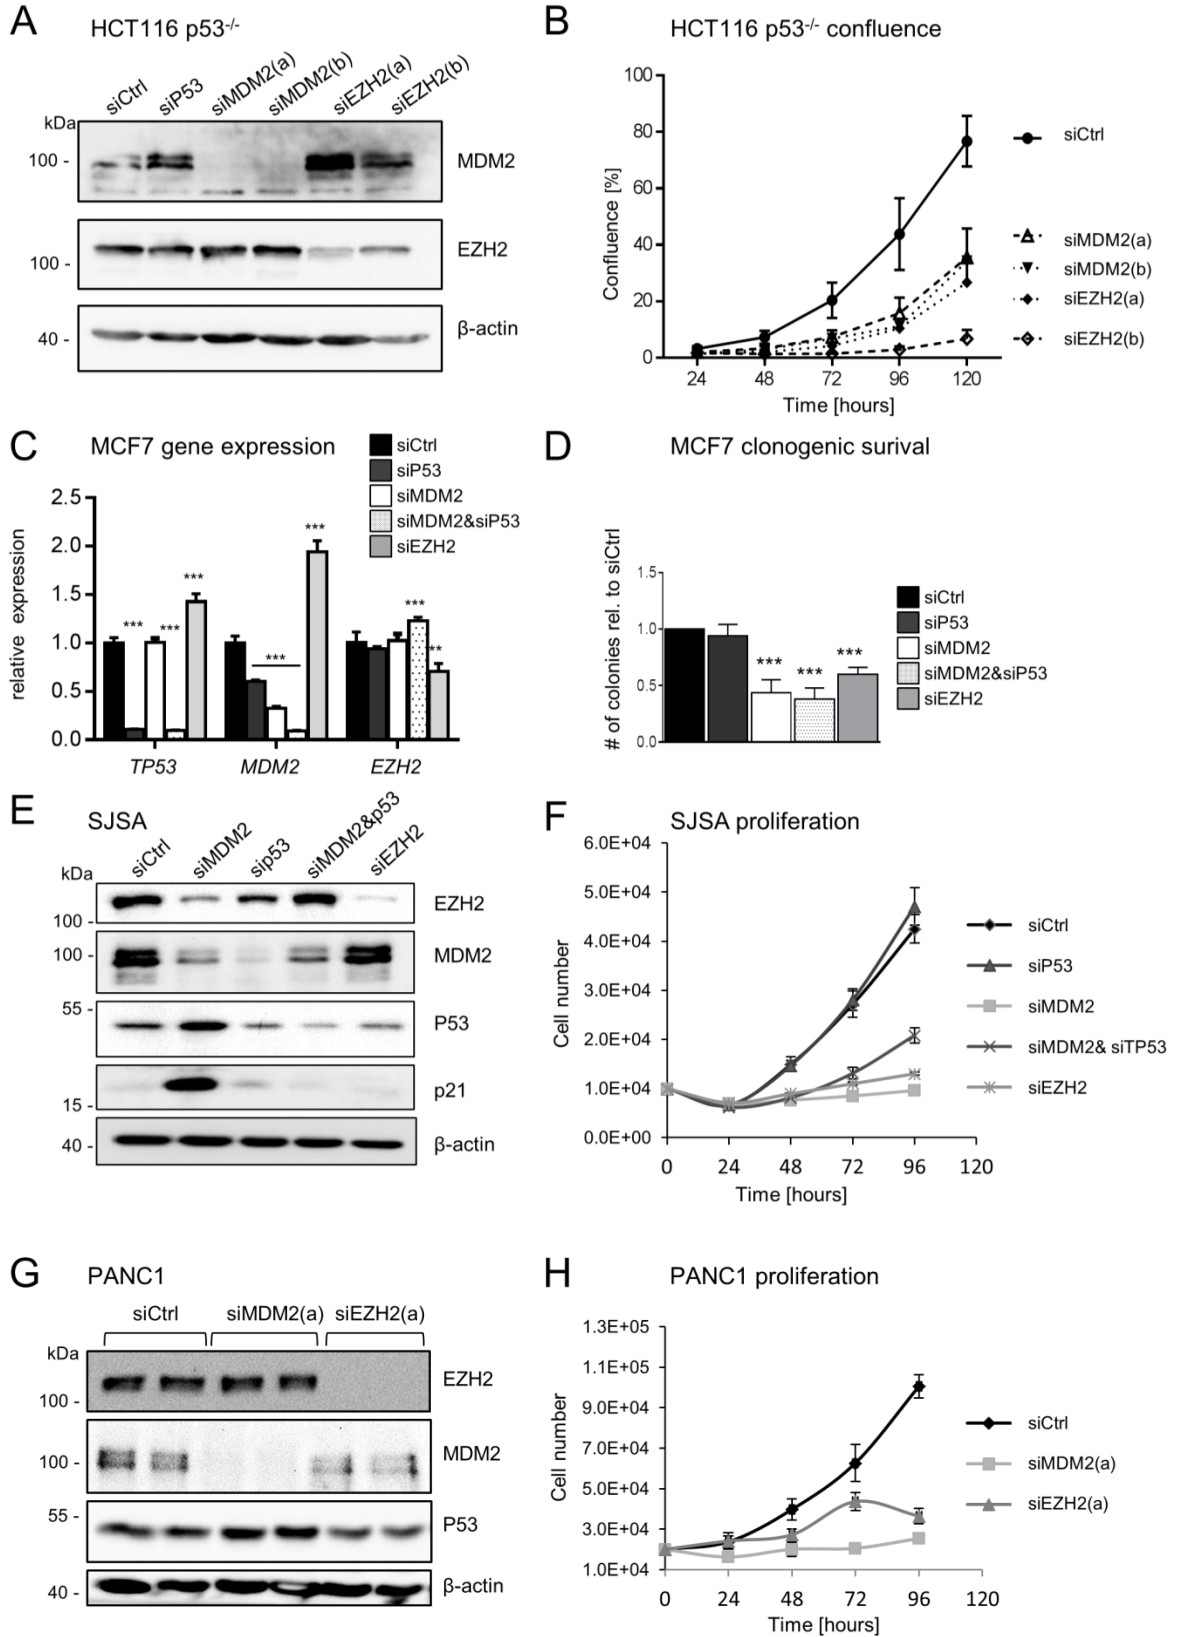 A
HCT116 p53-/-
siCtrl
siP53
siMDM2(a)
siMDM2(b)
siEZH2(a)
siEZH2(b)
kDa
100 -
MDM2
100 -
EZH2
40 -
β-actin
B
HCT116 p53-/- confluence
Confluence [%]
100
80
60
40
20
0
24 48 72 96 120
Time [hours]
siCtrl
siMDM2(a)
siMDM2(b)
siEZH2(a)
siEZH2(b)
C
MCF7 gene expression
siCtrl
siP53
siMDM2
siMDM2&siP53
siEZH2
relative expression
2.5
2.0
1.5
1.0
0.5
0.0
*** *** ***
*** ***
*** **
TP53 MDM2 EZH2
D
MCF7 clonogenic surival
# of colonies rel. to siCtrl
1.5
1.0
0.5
0.0
*** *** ***
siCtrl
siP53
siMDM2
siMDM2&siP53
siEZH2
E
SJSA
siCtrl
siMDM2
sip53
siMDM2&p53
siEZH2
kDa
EZH2
100 -
100 -
MDM2
55 -
P53
p21
15 -
40 -
β-actin
F
SJSA proliferation
Cell number
6.0E+04
5.0E+04
4.0E+04
3.0E+04
2.0E+04
1.0E+04
0.0E+00
0 24 48 72 96 120
Time [hours]
siCtrl
siP53
siMDM2
siMDM2& siTP53
siEZH2
G
PANC1
siCtrl siMDM2(a) siEZH2(a)
kDa
EZH2
100 -
100 -
MDM2
55 -
P53
40 -
β-actin
H
PANC1 proliferation
Cell number
1.3E+05
1.1E+05
9.0E+04
7.0E+04
5.0E+04
3.0E+04
1.0E+04
0 24 48 72 96 120
Time [hours]
siCtrl
siMDM2(a)
siEZH2(a)